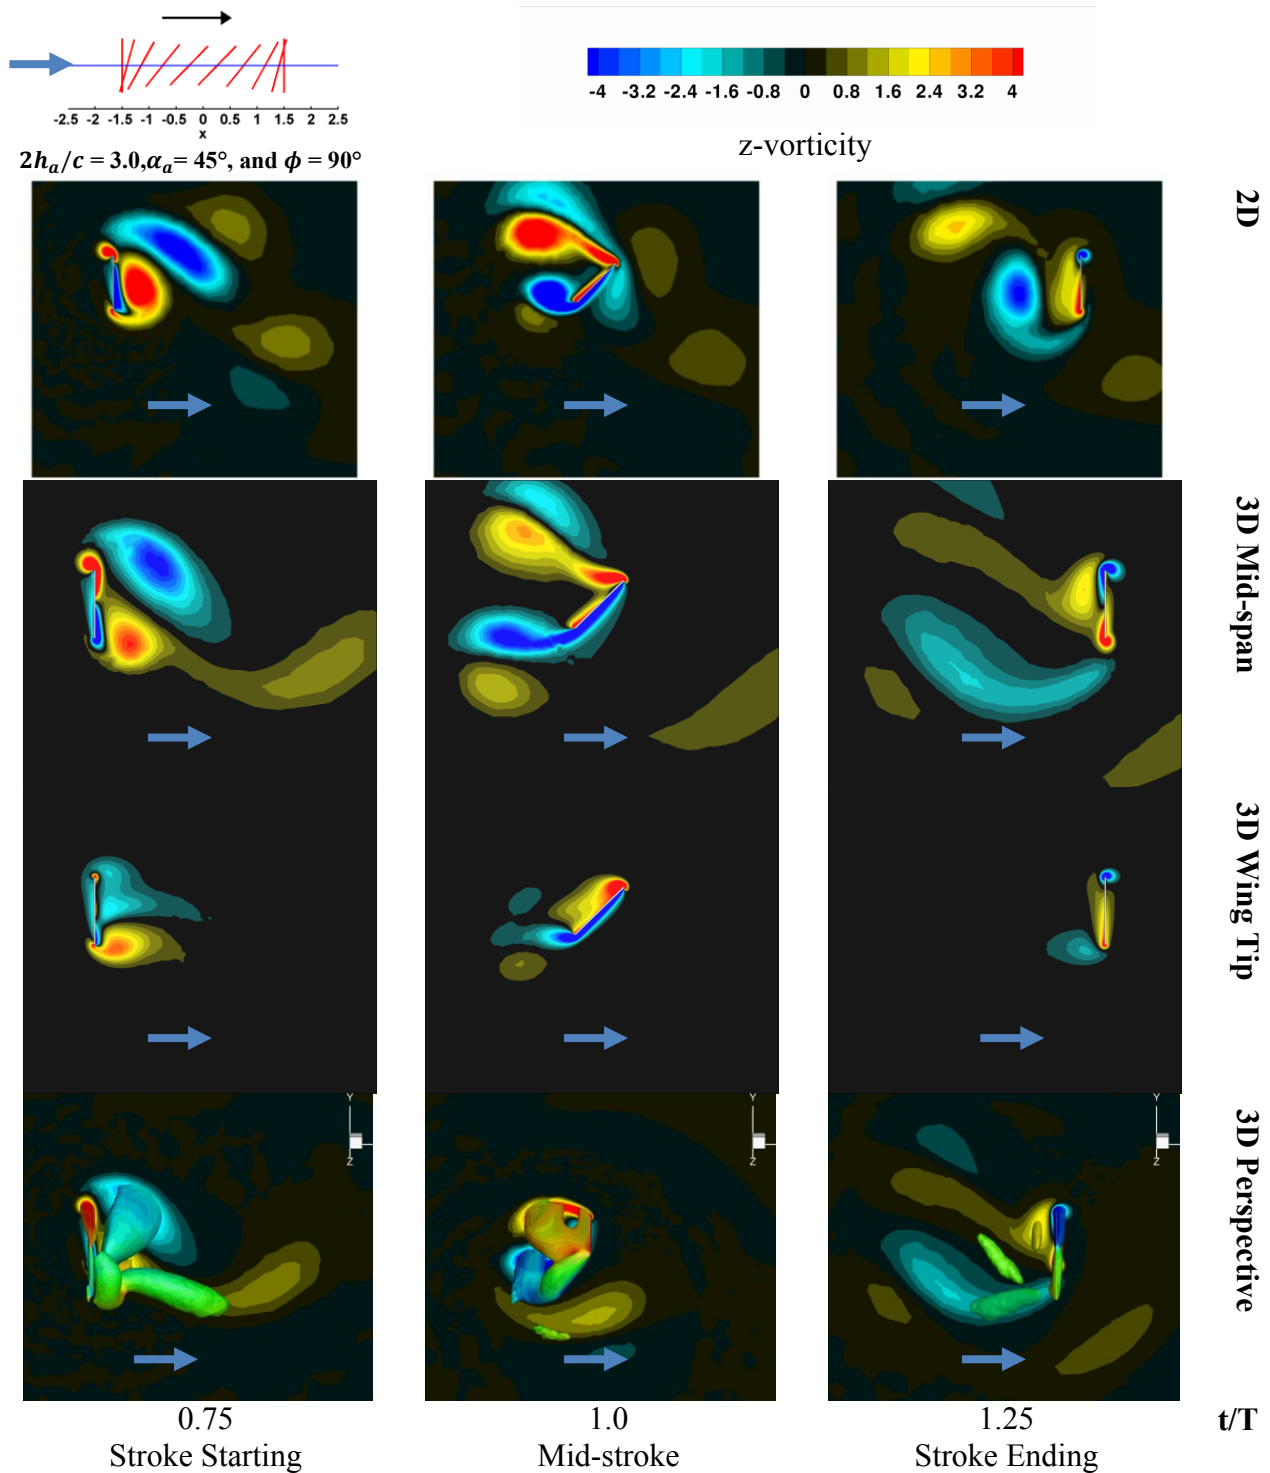 -2.5 -2 -1.5 -1 -0.5 0 0.5 1 1.5 2 2.5
x
2hₐ/c = 3.0,αₐ= 45°, and ϕ = 90°
-4 -3.2 -2.4 -1.6 -0.8 0 0.8 1.6 2.4 3.2 4
z-vorticity
2D
3D Mid-span
3D Wing Tip
3D Perspective
Y
Z
Y
Z
Y
Z
0.75 1.0 1.25 t/T
Stroke Starting Mid-stroke Stroke Ending